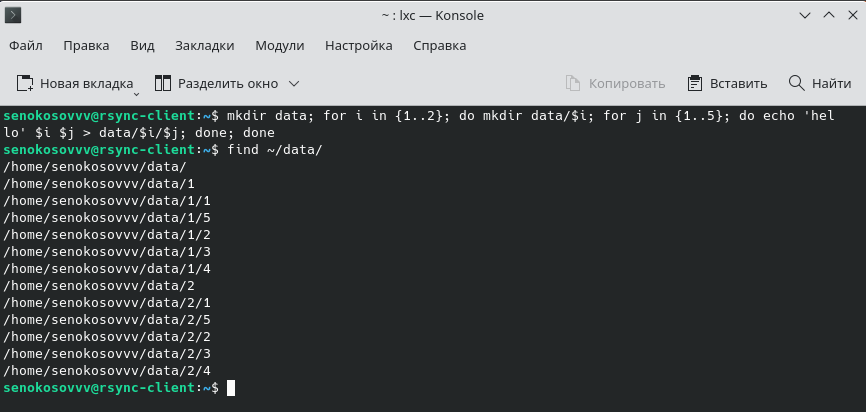 ~ : lxc — Konsole
Файл Правка Вид Закладки Модули Настройка Справка
Новая вкладка Разделить окно Копировать Вставить Найти
senokosovvv@rsync-client:~$ mkdir data; for i in {1..2}; do mkdir data/$i; for j in {1..5}; do echo 'hel
lo' $i $j > data/$i/$j; done; done
senokosovvv@rsync-client:~$ find ~/data/
/home/senokosovvv/data/
/home/senokosovvv/data/1
/home/senokosovvv/data/1/1
/home/senokosovvv/data/1/5
/home/senokosovvv/data/1/2
/home/senokosovvv/data/1/3
/home/senokosovvv/data/1/4
/home/senokosovvv/data/2
/home/senokosovvv/data/2/1
/home/senokosovvv/data/2/5
/home/senokosovvv/data/2/2
/home/senokosovvv/data/2/3
/home/senokosovvv/data/2/4
senokosovvv@rsync-client:~$